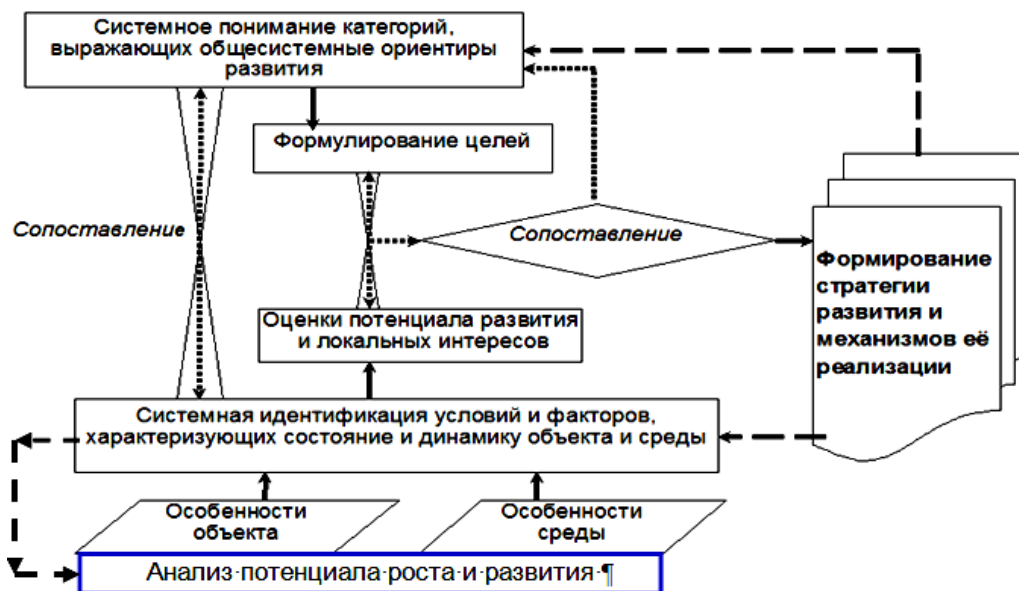 Системное понимание категорий,
выражающих общесистемные ориентиры
развития
Формулирование целей
Сопоставление
Сопоставление
Формирование
стратегии
развития и
механизмов её
реализации
Оценки потенциала развития
и локальных интересов
Системная идентификация условий и факторов,
характеризующих состояние и динамику объекта и среды
Особенности
объекта
Особенности
среды
Анализ·потенциала·роста·и·развития·¶